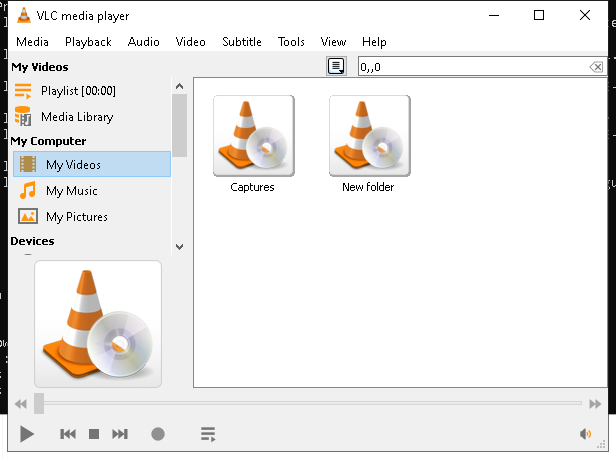 VLC media player
Media Playback Audio Video Subtitle Tools View Help
My Videos
0,,0
Playlist [00:00]
Media Library
My Computer
My Videos
My Music
My Pictures
Devices
Captures
New folder